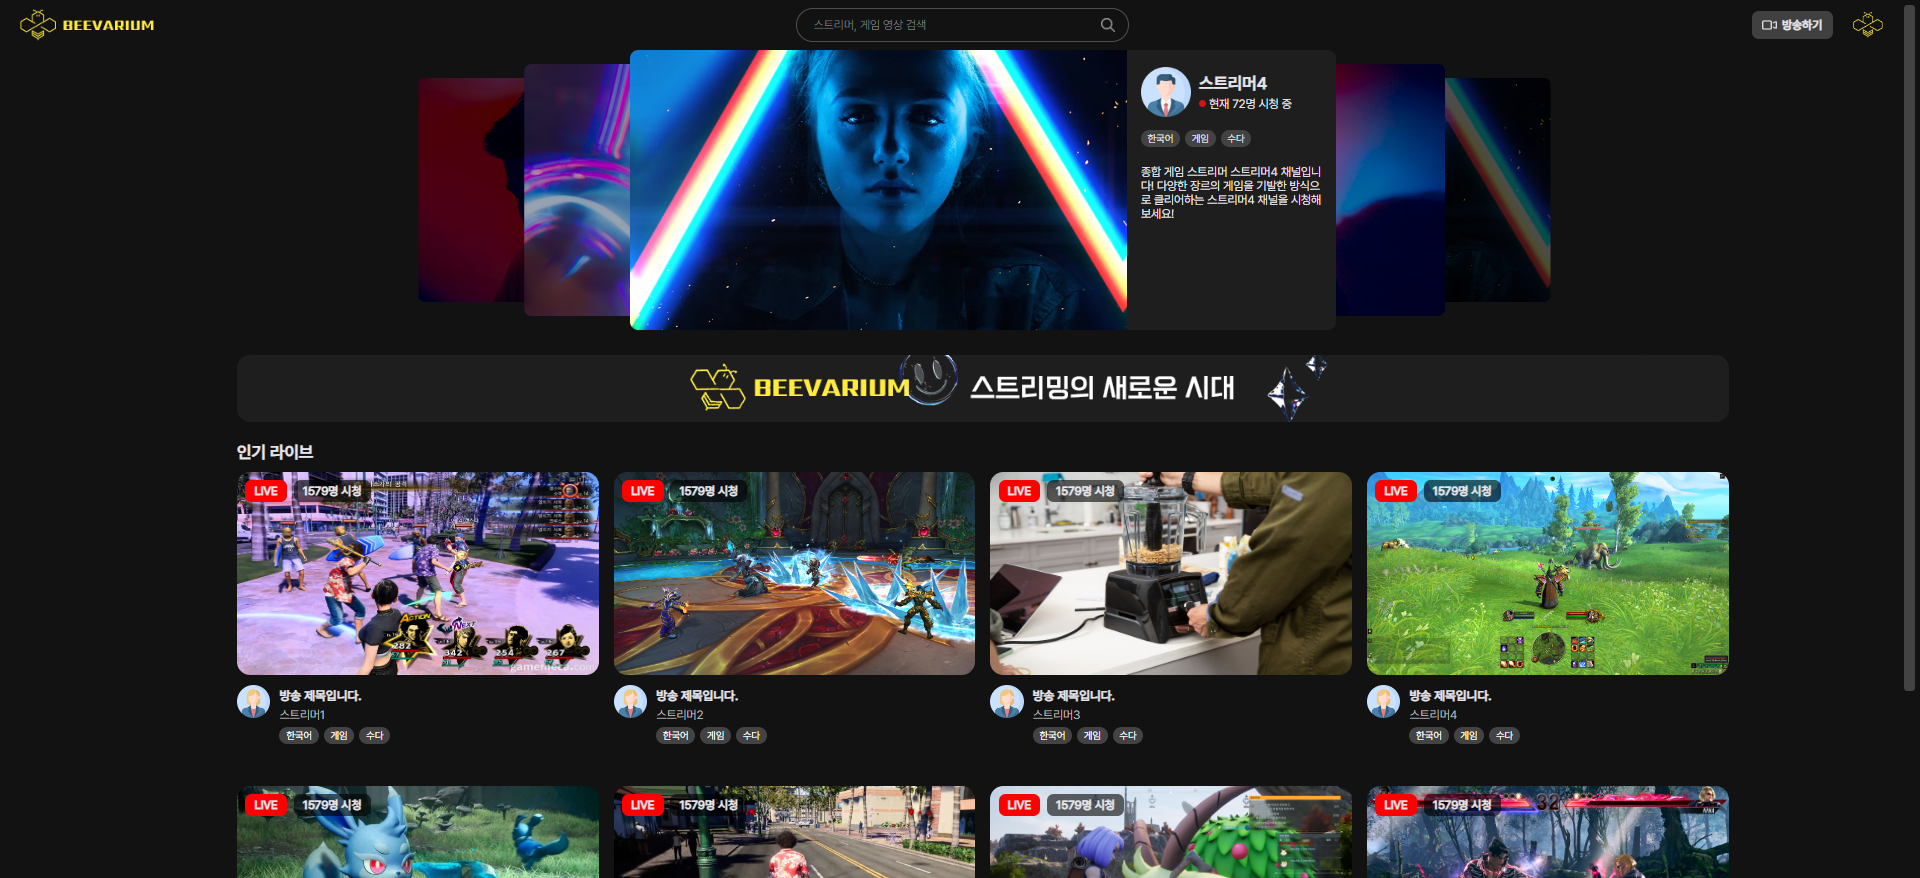 BEEVARIUM
스트리머, 게임 영상 검색
방송하기
스트리머4
현재 72명 시청 중
한국어 게임 수다
종합 게임 스트리머 스트리머4 채널입니
다! 다양한 장르의 게임을 기발한 방식으
로 클리어하는 스트리머4 채널을 시청해
보세요!
BEEVARIUM 스트리밍의 새로운 시대
인기 라이브
LIVE 1579명 시청
ACTION
NEXT
282
342
254
267
gamemeca.com
방송 제목입니다.
스트리머1
한국어 게임 수다
LIVE 1579명 시청
방송 제목입니다.
스트리머2
한국어 게임 수다
LIVE 1579명 시청
방송 제목입니다.
스트리머3
한국어 게임 수다
LIVE 1579명 시청
방송 제목입니다.
스트리머4
한국어 게임 수다
LIVE 1579명 시청
LIVE 1579명 시청
LIVE 1579명 시청
LIVE 1579명 시청
32